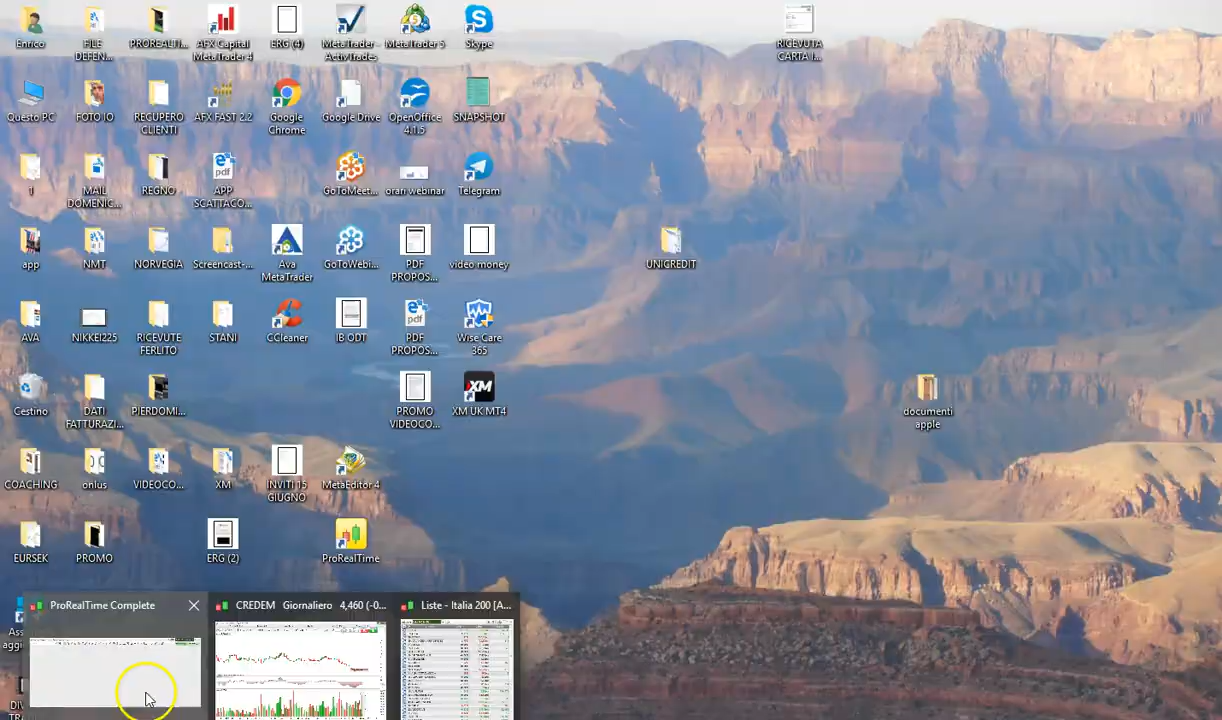 Enrico
FILE
DEFEN...
PROREALTI...
AFX Capital
MetaTrader 4
ERG (4)
MetaTrader -
ActivTrades
MetaTrader 5
Skype
RICEVUTA
CARTA I...
Questo PC
FOTO IO
RECUPERO
CLIENTI
AFX FAST 2.2
Google
Chrome
Google Drive
OpenOffice
4.1.5
SNAPSHOT
1
MAIL
DOMENIC...
REGNO
APP
SCATTACO...
GoToMeet...
orari webinar
Telegram
app
NMT
NORVEGIA
Screencast-...
Ava
MetaTrader
GoToWebi...
PDF
PROPOS...
video money
UNICREDIT
AVA
NIKKEI225
RICEVUTE
FERLITO
STANI
CCleaner
IB ODT
PDF
PROPOS...
Wise Care
365
Cestino
DATI
FATTURAZI...
PIERDOMI...
PROMO
VIDEOCO...
XM UK MT4
documenti
apple
COACHING
onlus
VIDEOCO...
XM
INVITI 15
GIUGNO
MetaEditor 4
EURSEK
PROMO
ERG (2)
ProRealTime
ProRealTime Complete
CREDEM Giornaliero 4,460 (-0...
Liste - Italia 200 [A...